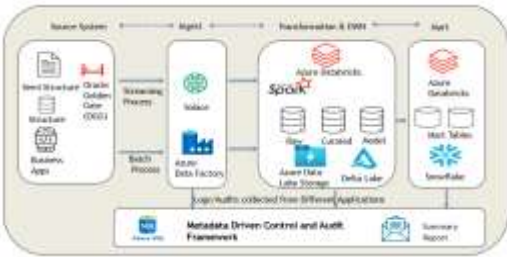 Source System
Ingest
Transformation & DWH
Mart
Semi Structure
Oracle
Golden
Gate
(OGG)
Structure
Business
Apps
Streaming
Process
Batch
Process
Solace
Azure
Data Factory
Azure Databricks
Spark
Raw
Curated
Model
Azure Data
Lake Storage
Delta Lake
Azure
Databricks
Mart Tables
Snowflake
Logs/Audits collected from Different Applications
Azure SQL
Metadata Driven Control and Audit
Framework
Summary
Report